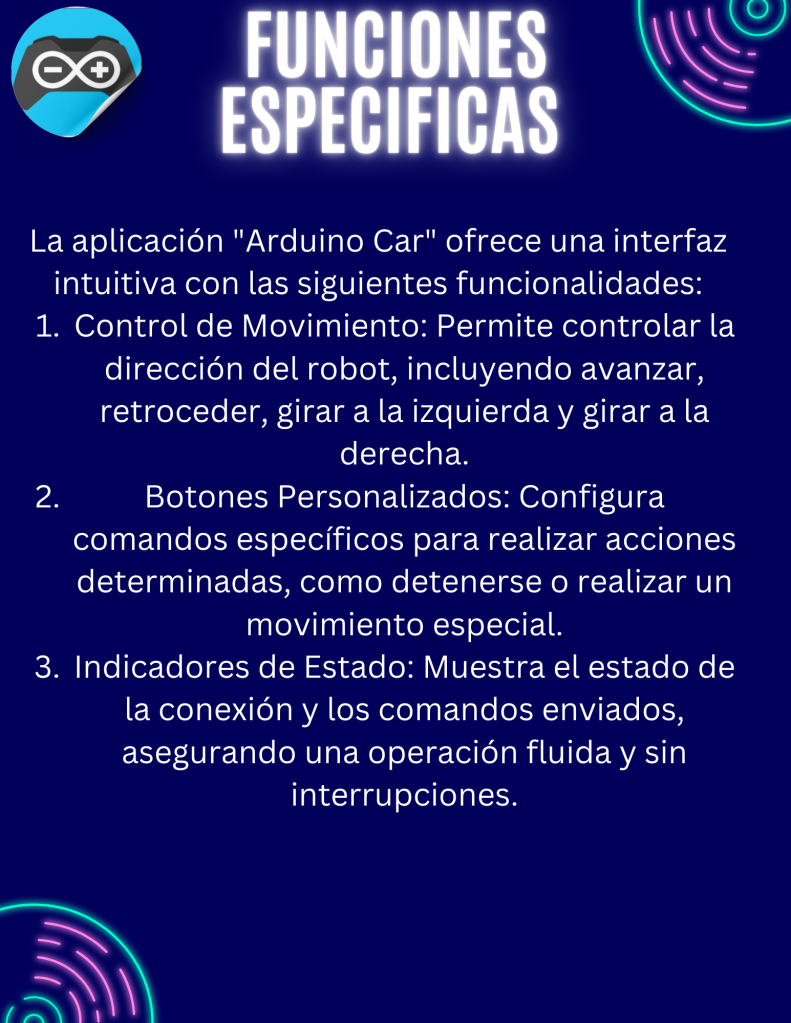 FUNCIONES
ESPECIFICAS
La aplicación "Arduino Car" ofrece una interfaz
intuitiva con las siguientes funcionalidades:
1. Control de Movimiento: Permite controlar la
dirección del robot, incluyendo avanzar,
retroceder, girar a la izquierda y girar a la
derecha.
2. Botones Personalizados: Configura
comandos específicos para realizar acciones
determinadas, como detenerse o realizar un
movimiento especial.
3. Indicadores de Estado: Muestra el estado de
la conexión y los comandos enviados,
asegurando una operación fluida y sin
interrupciones.